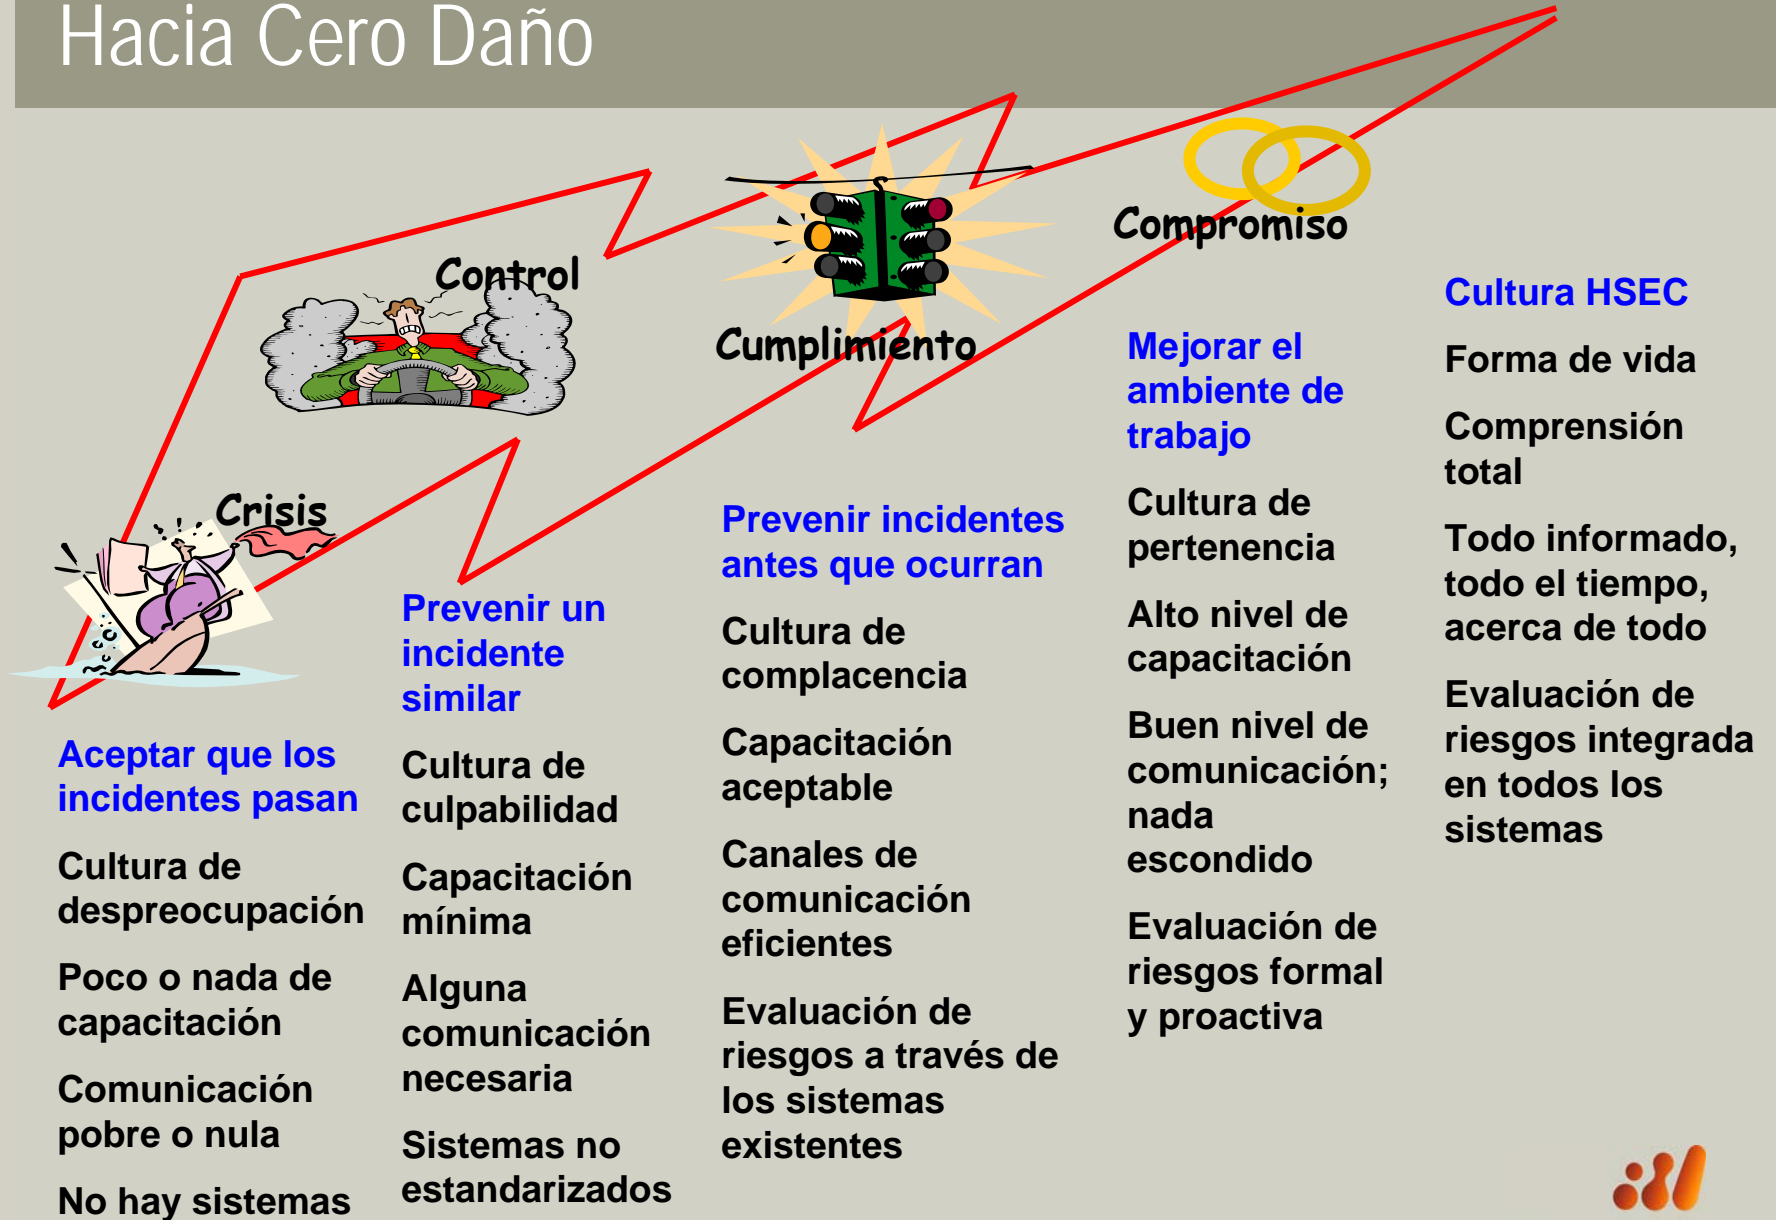 Hacia Cero Daño
Crisis
Aceptar que los
incidentes pasan
Cultura de
despreocupación
Poco o nada de
capacitación
Comunicación
pobre o nula
No hay sistemas
Control
Prevenir un
incidente
similar
Cultura de
culpabilidad
Capacitación
mínima
Alguna
comunicación
necesaria
Sistemas no
estandarizados
Cumplimiento
Prevenir incidentes
antes que ocurran
Cultura de
complacencia
Capacitación
aceptable
Canales de
comunicación
eficientes
Evaluación de
riesgos a través de
los sistemas
existentes
Compromiso
Mejorar el
ambiente de
trabajo
Cultura de
pertenencia
Alto nivel de
capacitación
Buen nivel de
comunicación;
nada
escondido
Evaluación de
riesgos formal
y proactiva
Cultura HSEC
Forma de vida
Comprensión
total
Todo informado,
todo el tiempo,
acerca de todo
Evaluación de
riesgos integrada
en todos los
sistemas